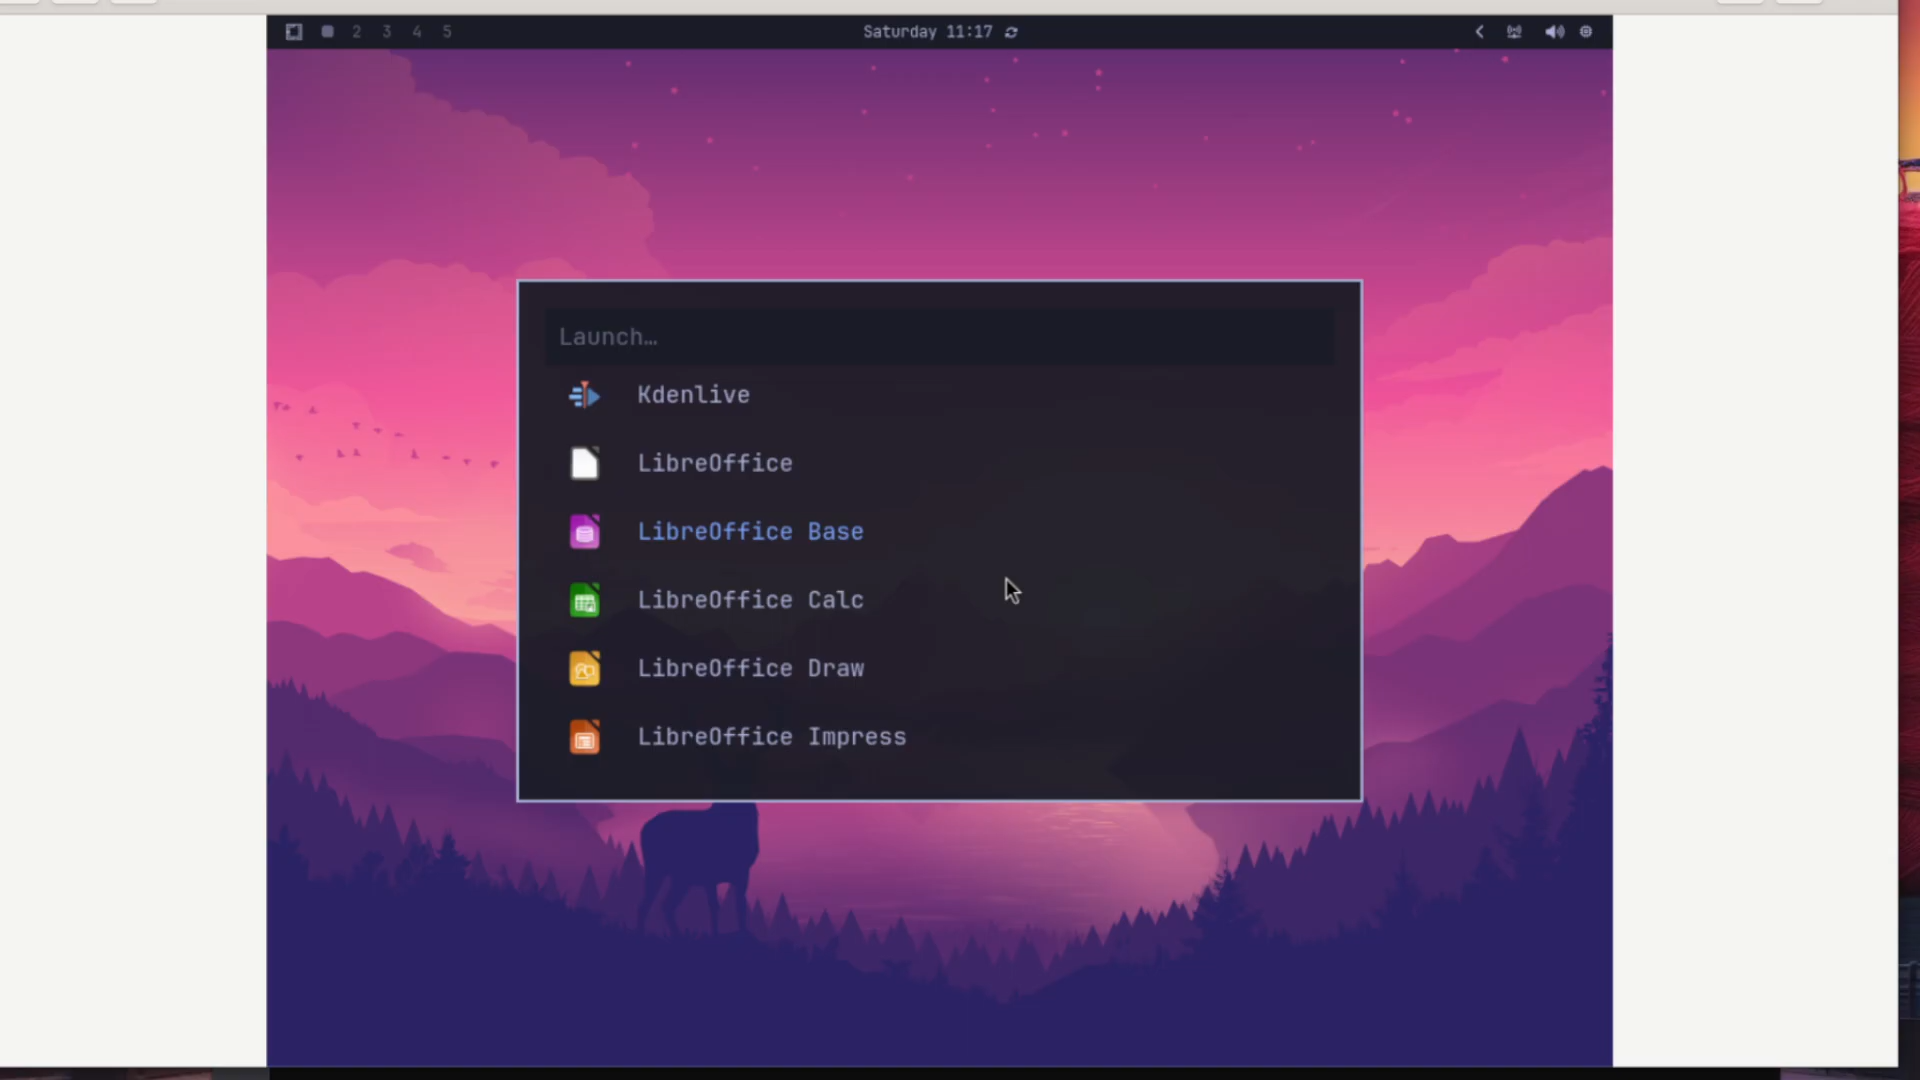 2 3 4 5 Saturday 11:17
Launch…
Kdenlive
LibreOffice
LibreOffice Base
LibreOffice Calc
LibreOffice Draw
LibreOffice Impress